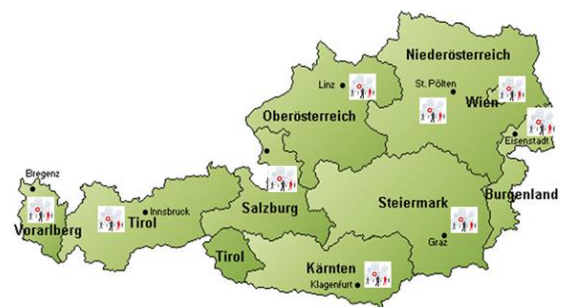 Niederösterreich
Linz
St. Pölten
Wien
Oberösterreich
Eisenstadt
Bregenz
Burgenland
Vorarlberg
Innsbruck
Tirol
Salzburg
Steiermark
Graz
Tirol
Kärnten
Klagenfurt